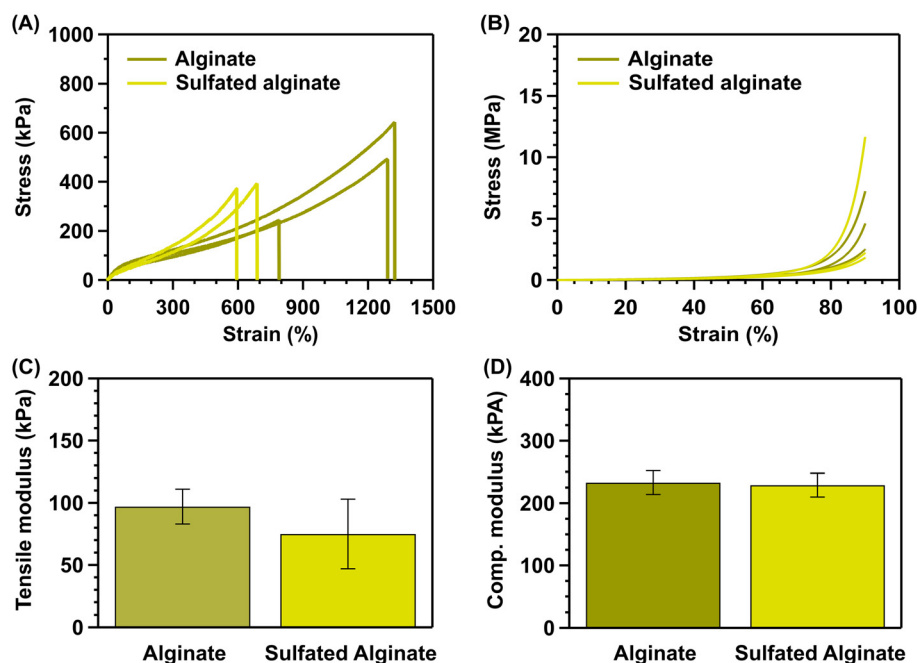 (A)
1000
800
600
400
200
0
Stress (kPa)
Alginate
Sulfated alginate
0 300 600 900 1200 1500
Strain (%)
(B)
20
15
10
5
0
Stress (MPa)
Alginate
Sulfated alginate
0 20 40 60 80 100
Strain (%)
(C)
200
150
100
50
0
Tensile modulus (kPa)
Alginate Sulfated Alginate
(D)
400
300
200
100
0
Comp. modulus (kPA)
Alginate Sulfated Alginate